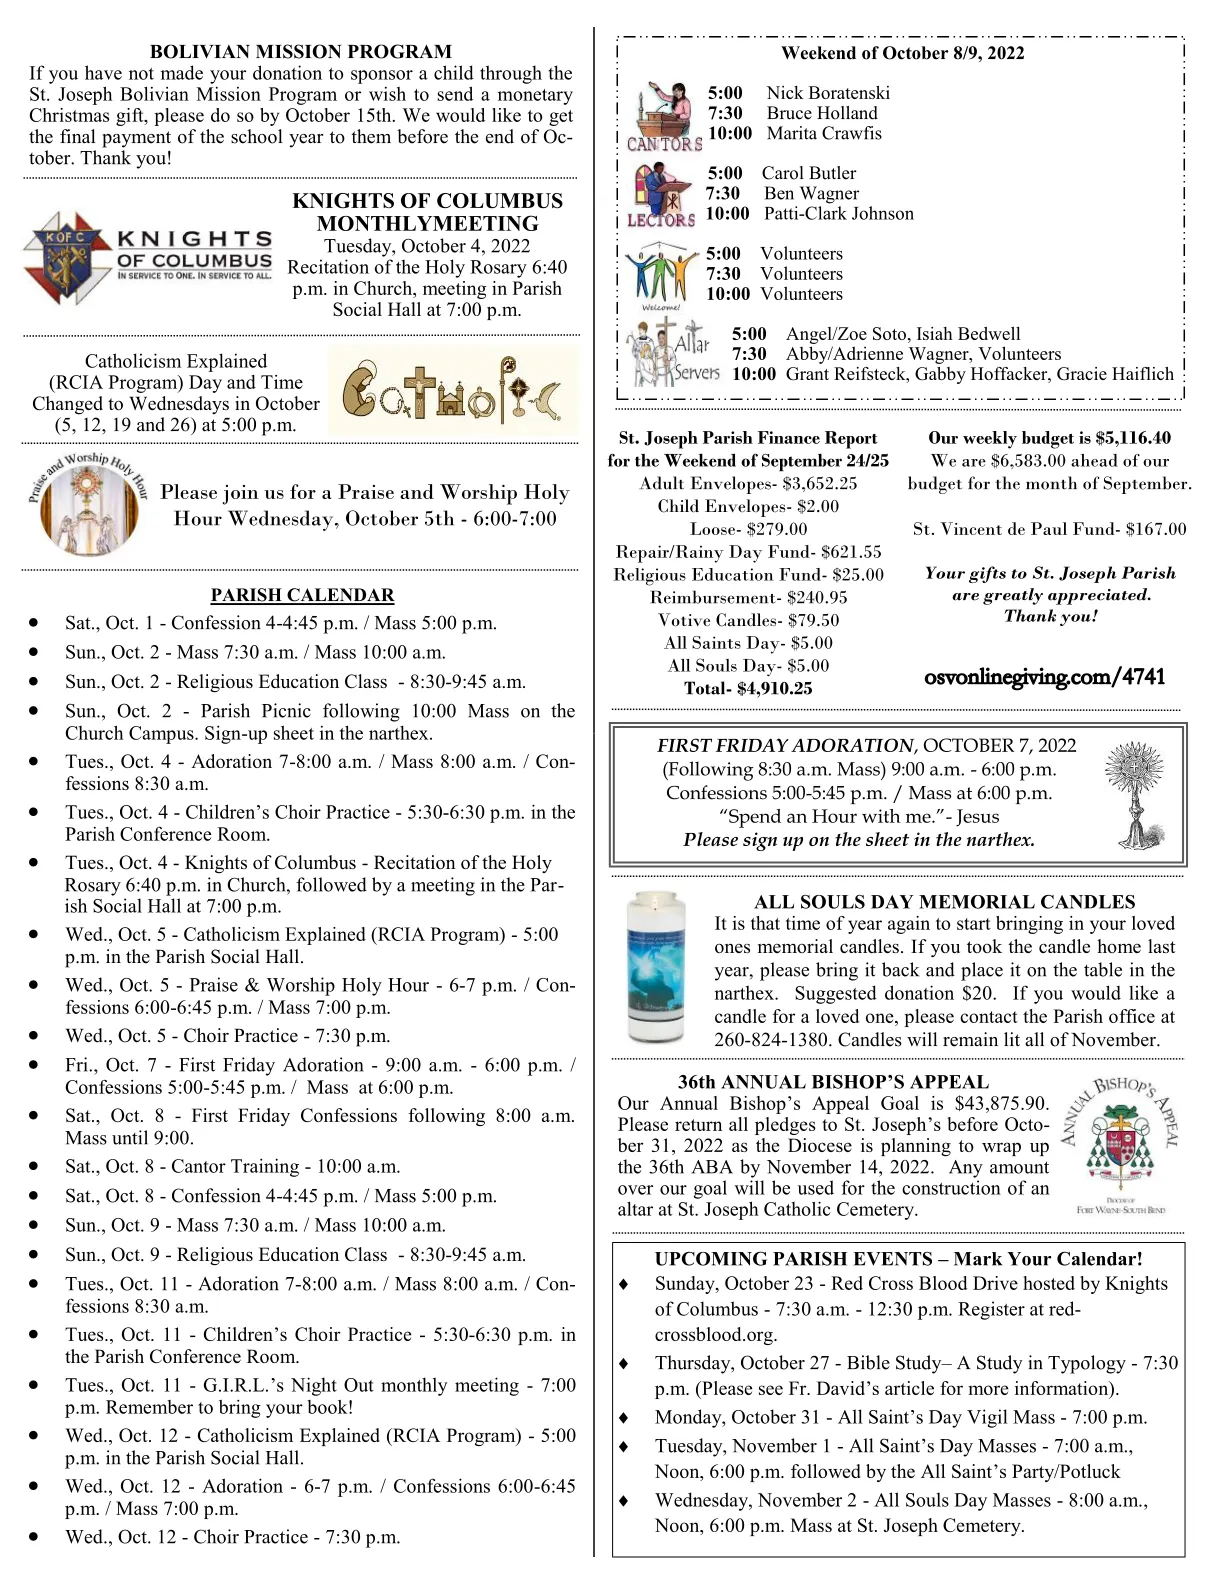 BOLIVIAN MISSION PROGRAM
If you have not made your donation to sponsor a child through the
St. Joseph Bolivian Mission Program or wish to send a monetary
Christmas gift, please do so by October 15th. We would like to get
the final payment of the school year to them before the end of Oc-
tober. Thank you!
K OF C
KNIGHTS
OF COLUMBUS
IN SERVICE TO ONE. IN SERVICE TO ALL.
KNIGHTS OF COLUMBUS
MONTHLYMEETING
Tuesday, October 4, 2022
Recitation of the Holy Rosary 6:40
p.m. in Church, meeting in Parish
Social Hall at 7:00 p.m.
Catholicism Explained
(RCIA Program) Day and Time
Changed to Wednesdays in October
(5, 12, 19 and 26) at 5:00 p.m.
Catholic
Praise and Worship Holy Hour
Please join us for a Praise and Worship Holy
Hour Wednesday, October 5th - 6:00-7:00
PARISH CALENDAR
• Sat., Oct. 1 - Confession 4-4:45 p.m. / Mass 5:00 p.m.
• Sun., Oct. 2 - Mass 7:30 a.m. / Mass 10:00 a.m.
• Sun., Oct. 2 - Religious Education Class - 8:30-9:45 a.m.
• Sun., Oct. 2 - Parish Picnic following 10:00 Mass on the
Church Campus. Sign-up sheet in the narthex.
• Tues., Oct. 4 - Adoration 7-8:00 a.m. / Mass 8:00 a.m. / Con-
fessions 8:30 a.m.
• Tues., Oct. 4 - Children's Choir Practice - 5:30-6:30 p.m. in the
Parish Conference Room.
• Tues., Oct. 4 - Knights of Columbus - Recitation of the Holy
Rosary 6:40 p.m. in Church, followed by a meeting in the Par-
ish Social Hall at 7:00 p.m.
• Wed., Oct. 5 - Catholicism Explained (RCIA Program) - 5:00
p.m. in the Parish Social Hall.
• Wed., Oct. 5 - Praise & Worship Holy Hour - 6-7 p.m. / Con-
fessions 6:00-6:45 p.m. / Mass 7:00 p.m.
• Wed., Oct. 5 - Choir Practice - 7:30 p.m.
• Fri., Oct. 7 - First Friday Adoration - 9:00 a.m. - 6:00 p.m. /
Confessions 5:00-5:45 p.m. / Mass at 6:00 p.m.
• Sat., Oct. 8 - First Friday Confessions following 8:00 a.m.
Mass until 9:00.
• Sat., Oct. 8 - Cantor Training - 10:00 a.m.
• Sat., Oct. 8 - Confession 4-4:45 p.m. / Mass 5:00 p.m.
• Sun., Oct. 9 - Mass 7:30 a.m. / Mass 10:00 a.m.
• Sun., Oct. 9 - Religious Education Class - 8:30-9:45 a.m.
• Tues., Oct. 11 - Adoration 7-8:00 a.m. / Mass 8:00 a.m. / Con-
fessions 8:30 a.m.
• Tues., Oct. 11 - Children's Choir Practice - 5:30-6:30 p.m. in
the Parish Conference Room.
• Tues., Oct. 11 - G.I.R.L.'s Night Out monthly meeting - 7:00
p.m. Remember to bring your book!
• Wed., Oct. 12 - Catholicism Explained (RCIA Program) - 5:00
p.m. in the Parish Social Hall.
• Wed., Oct. 12 - Adoration - 6-7 p.m. / Confessions 6:00-6:45
p.m. / Mass 7:00 p.m.
• Wed., Oct. 12 - Choir Practice - 7:30 p.m.
Weekend of October 8/9, 2022
CANTORS
5:00 Nick Boratenski
7:30 Bruce Holland
10:00 Marita Crawfis
LECTORS
5:00 Carol Butler
7:30 Ben Wagner
10:00 Patti-Clark Johnson
Welcome!
5:00 Volunteers
7:30 Volunteers
10:00 Volunteers
Altar
Servers
5:00 Angel/Zoe Soto, Isiah Bedwell
7:30 Abby/Adrienne Wagner, Volunteers
10:00 Grant Reifsteck, Gabby Hoffacker, Gracie Haiflich
St. Joseph Parish Finance Report
for the Weekend of September 24/25
Adult Envelopes- $3,652.25
Child Envelopes- $2.00
Loose- $279.00
Repair/Rainy Day Fund- $621.55
Religious Education Fund- $25.00
Reimbursement- $240.95
Votive Candles- $79.50
All Saints Day- $5.00
All Souls Day- $5.00
Total- $4,910.25
Our weekly budget is $5,116.40
We are $6,583.00 ahead of our
budget for the month of September.
St. Vincent de Paul Fund- $167.00
Your gifts to St. Joseph Parish
are greatly appreciated.
Thank you!
osvonlinegiving.com/4741
FIRST FRIDAY ADORATION, OCTOBER 7, 2022
(Following 8:30 a.m. Mass) 9:00 a.m. - 6:00 p.m.
Confessions 5:00-5:45 p.m. / Mass at 6:00 p.m.
“Spend an Hour with me.”- Jesus
Please sign up on the sheet in the narthex.
ALL SOULS DAY MEMORIAL CANDLES
It is that time of year again to start bringing in your loved
ones memorial candles. If you took the candle home last
year, please bring it back and place it on the table in the
narthex. Suggested donation $20. If you would like a
candle for a loved one, please contact the Parish office at
260-824-1380. Candles will remain lit all of November.
36th ANNUAL BISHOP'S APPEAL
Our Annual Bishop's Appeal Goal is $43,875.90.
Please return all pledges to St. Joseph's before Octo-
ber 31, 2022 as the Diocese is planning to wrap up
the 36th ABA by November 14, 2022. Any amount
over our goal will be used for the construction of an
altar at St. Joseph Catholic Cemetery.
ANNUAL BISHOP'S APPEAL
DIOCESE OF
FORT WAYNE-SOUTH BEND
UPCOMING PARISH EVENTS – Mark Your Calendar!
♦ Sunday, October 23 - Red Cross Blood Drive hosted by Knights
of Columbus - 7:30 a.m. - 12:30 p.m. Register at red-
crossblood.org.
♦ Thursday, October 27 - Bible Study– A Study in Typology - 7:30
p.m. (Please see Fr. David's article for more information).
♦ Monday, October 31 - All Saint's Day Vigil Mass - 7:00 p.m.
♦ Tuesday, November 1 - All Saint's Day Masses - 7:00 a.m.,
Noon, 6:00 p.m. followed by the All Saint's Party/Potluck
♦ Wednesday, November 2 - All Souls Day Masses - 8:00 a.m.,
Noon, 6:00 p.m. Mass at St. Joseph Cemetery.